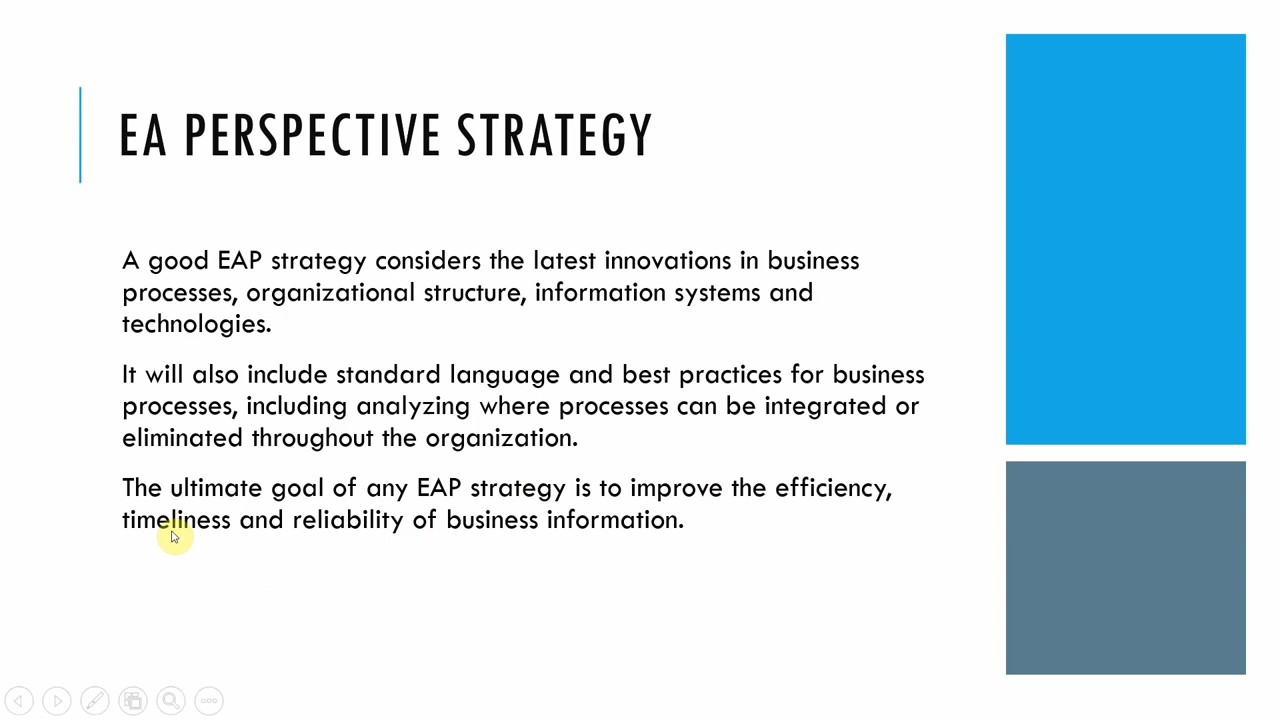 EA PERSPECTIVE STRATEGY
A good EAP strategy considers the latest innovations in business
processes, organizational structure, information systems and
technologies.
It will also include standard language and best practices for business
processes, including analyzing where processes can be integrated or
eliminated throughout the organization.
The ultimate goal of any EAP strategy is to improve the efficiency,
timeliness and reliability of business information.